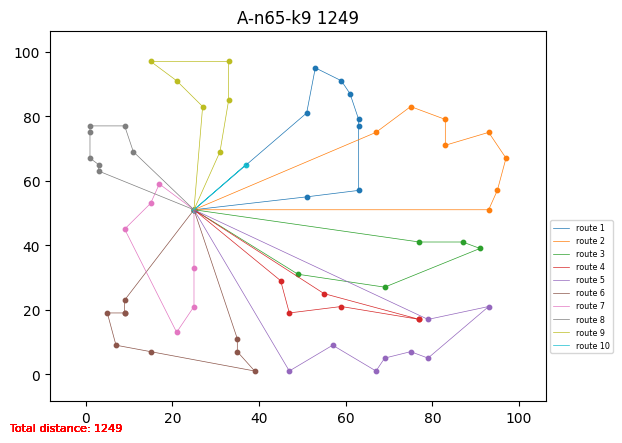 A-n65-k9 1249
100
80
60
40
20
0
0 20 40 60 80 100
route 1
route 2
route 3
route 4
route 5
route 6
route 7
route 8
route 9
route 10
Total distance: 1249